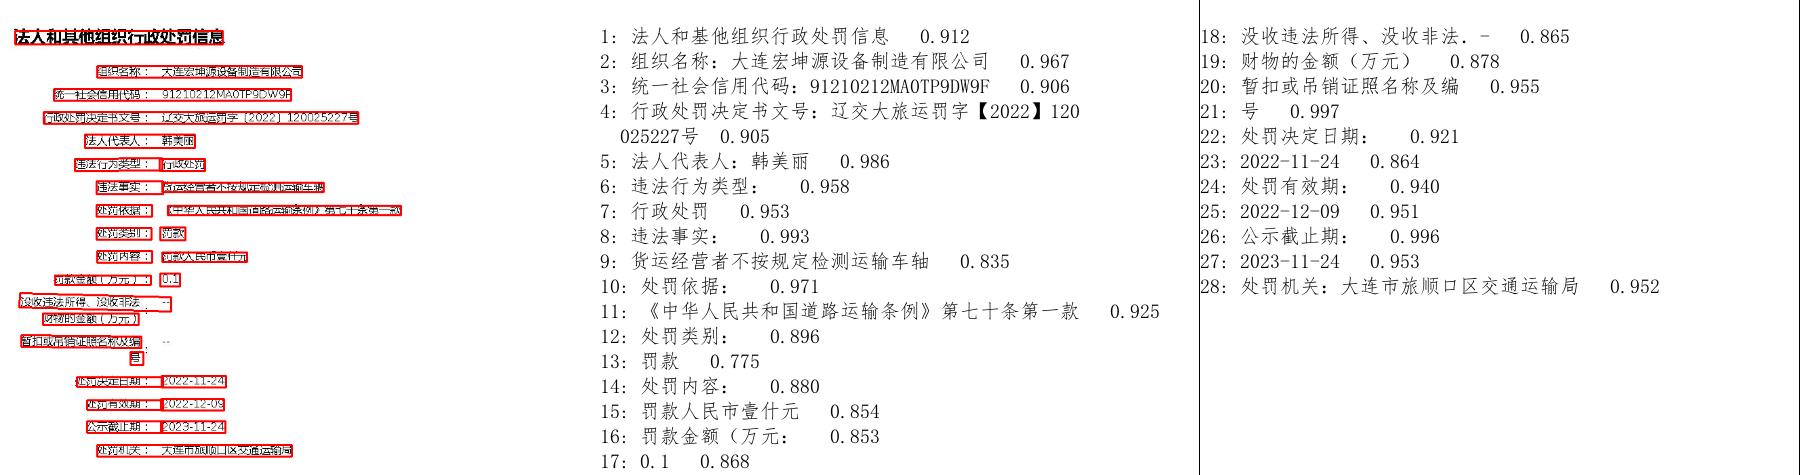 法人和其他组织行政处罚信息
组织名称： 大连宏坤源设备制造有限公司
统一社会信用代码： 91210212MA0TP9DW9F
行政处罚决定书文号： 辽交大旅运罚字〔2022〕120025227号
法人代表人： 韩美丽
违法行为类型： 行政处罚
违法事实： 货运经营者不按规定检测运输车辆
处罚依据： 《中华人民共和国道路运输条例》第七十条第一款
处罚类别： 罚款
处罚内容： 罚款人民币壹仟元
罚款金额（万元）： 0.1
没收违法所得、没收非法 --
财物的金额（万元） ：
暂扣或吊销证照名称及编 --
号 ：
处罚决定日期： 2022-11-24
处罚有效期： 2022-12-09
公示截止期： 2023-11-24
处罚机关： 大连市旅顺口区交通运输局
1: 法人和基他组织行政处罚信息 0.912
2: 组织名称: 大连宏坤源设备制造有限公司 0.967
3: 统一社会信用代码: 91210212MA0TP9DW9F 0.906
4: 行政处罚决定书文号: 辽交大旅运罚字【2022】120
025227号 0.905
5: 法人代表人: 韩美丽 0.986
6: 违法行为类型: 0.958
7: 行政处罚 0.953
8: 违法事实: 0.993
9: 货运经营者不按规定检测运输车轴 0.835
10: 处罚依据: 0.971
11: 《中华人民共和国道路运输条例》第七十条第一款 0.925
12: 处罚类别: 0.896
13: 罚款 0.775
14: 处罚内容: 0.880
15: 罚款人民市壹仟元 0.854
16: 罚款金额（万元: 0.853
17: 0.1 0.868
18: 没收违法所得、没收非法. - 0.865
19: 财物的金额（万元） 0.878
20: 暂扣或吊销证照名称及编 0.955
21: 号 0.997
22: 处罚决定日期: 0.921
23: 2022-11-24 0.864
24: 处罚有效期: 0.940
25: 2022-12-09 0.951
26: 公示截止期: 0.996
27: 2023-11-24 0.953
28: 处罚机关: 大连市旅顺口区交通运输局 0.952